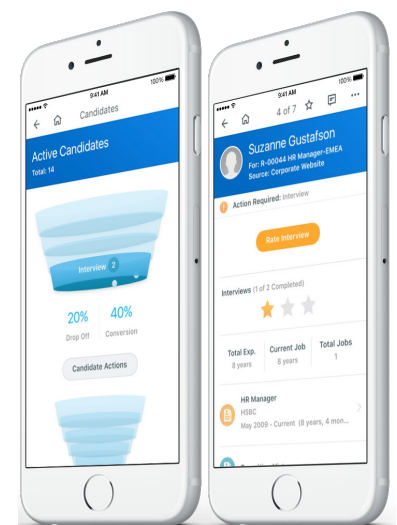 9:41 AM
100%
Candidates
Active Candidates
Total: 14
Interview 2
20%
40%
Drop Off
Conversion
Candidate Actions
9:41 AM
100%
4 of 7
Suzanne Gustafson
For: R-00044 HR Manager-EMEA
Source: Corporate Website
Action Required: Interview
Rate Interview
Interviews (1 of 2 Completed)
Total Exp.
8 years
Current Job
8 years
Total Jobs
1
HR Manager
HSBC
May 2009 - Current (8 years, 4 mon...